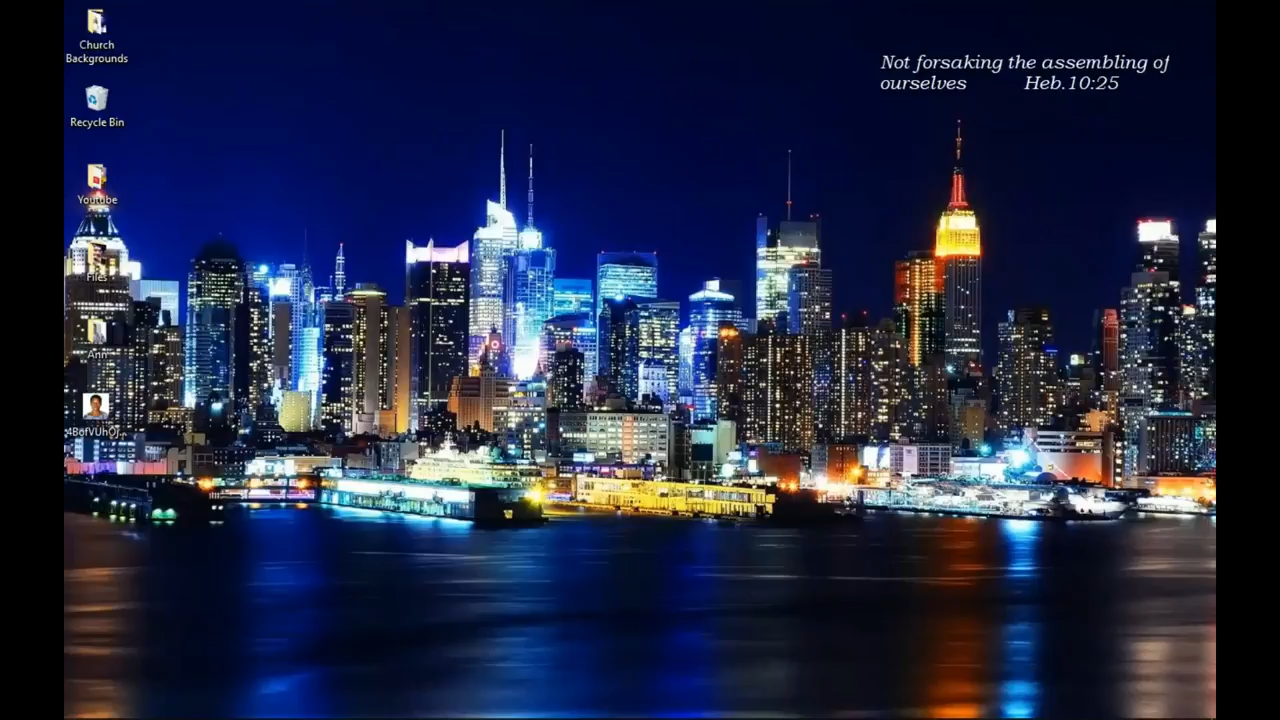 Church
Backgrounds
Recycle Bin
Youtube
Files
Ann
Not forsaking the assembling of
ourselves Heb.10:25